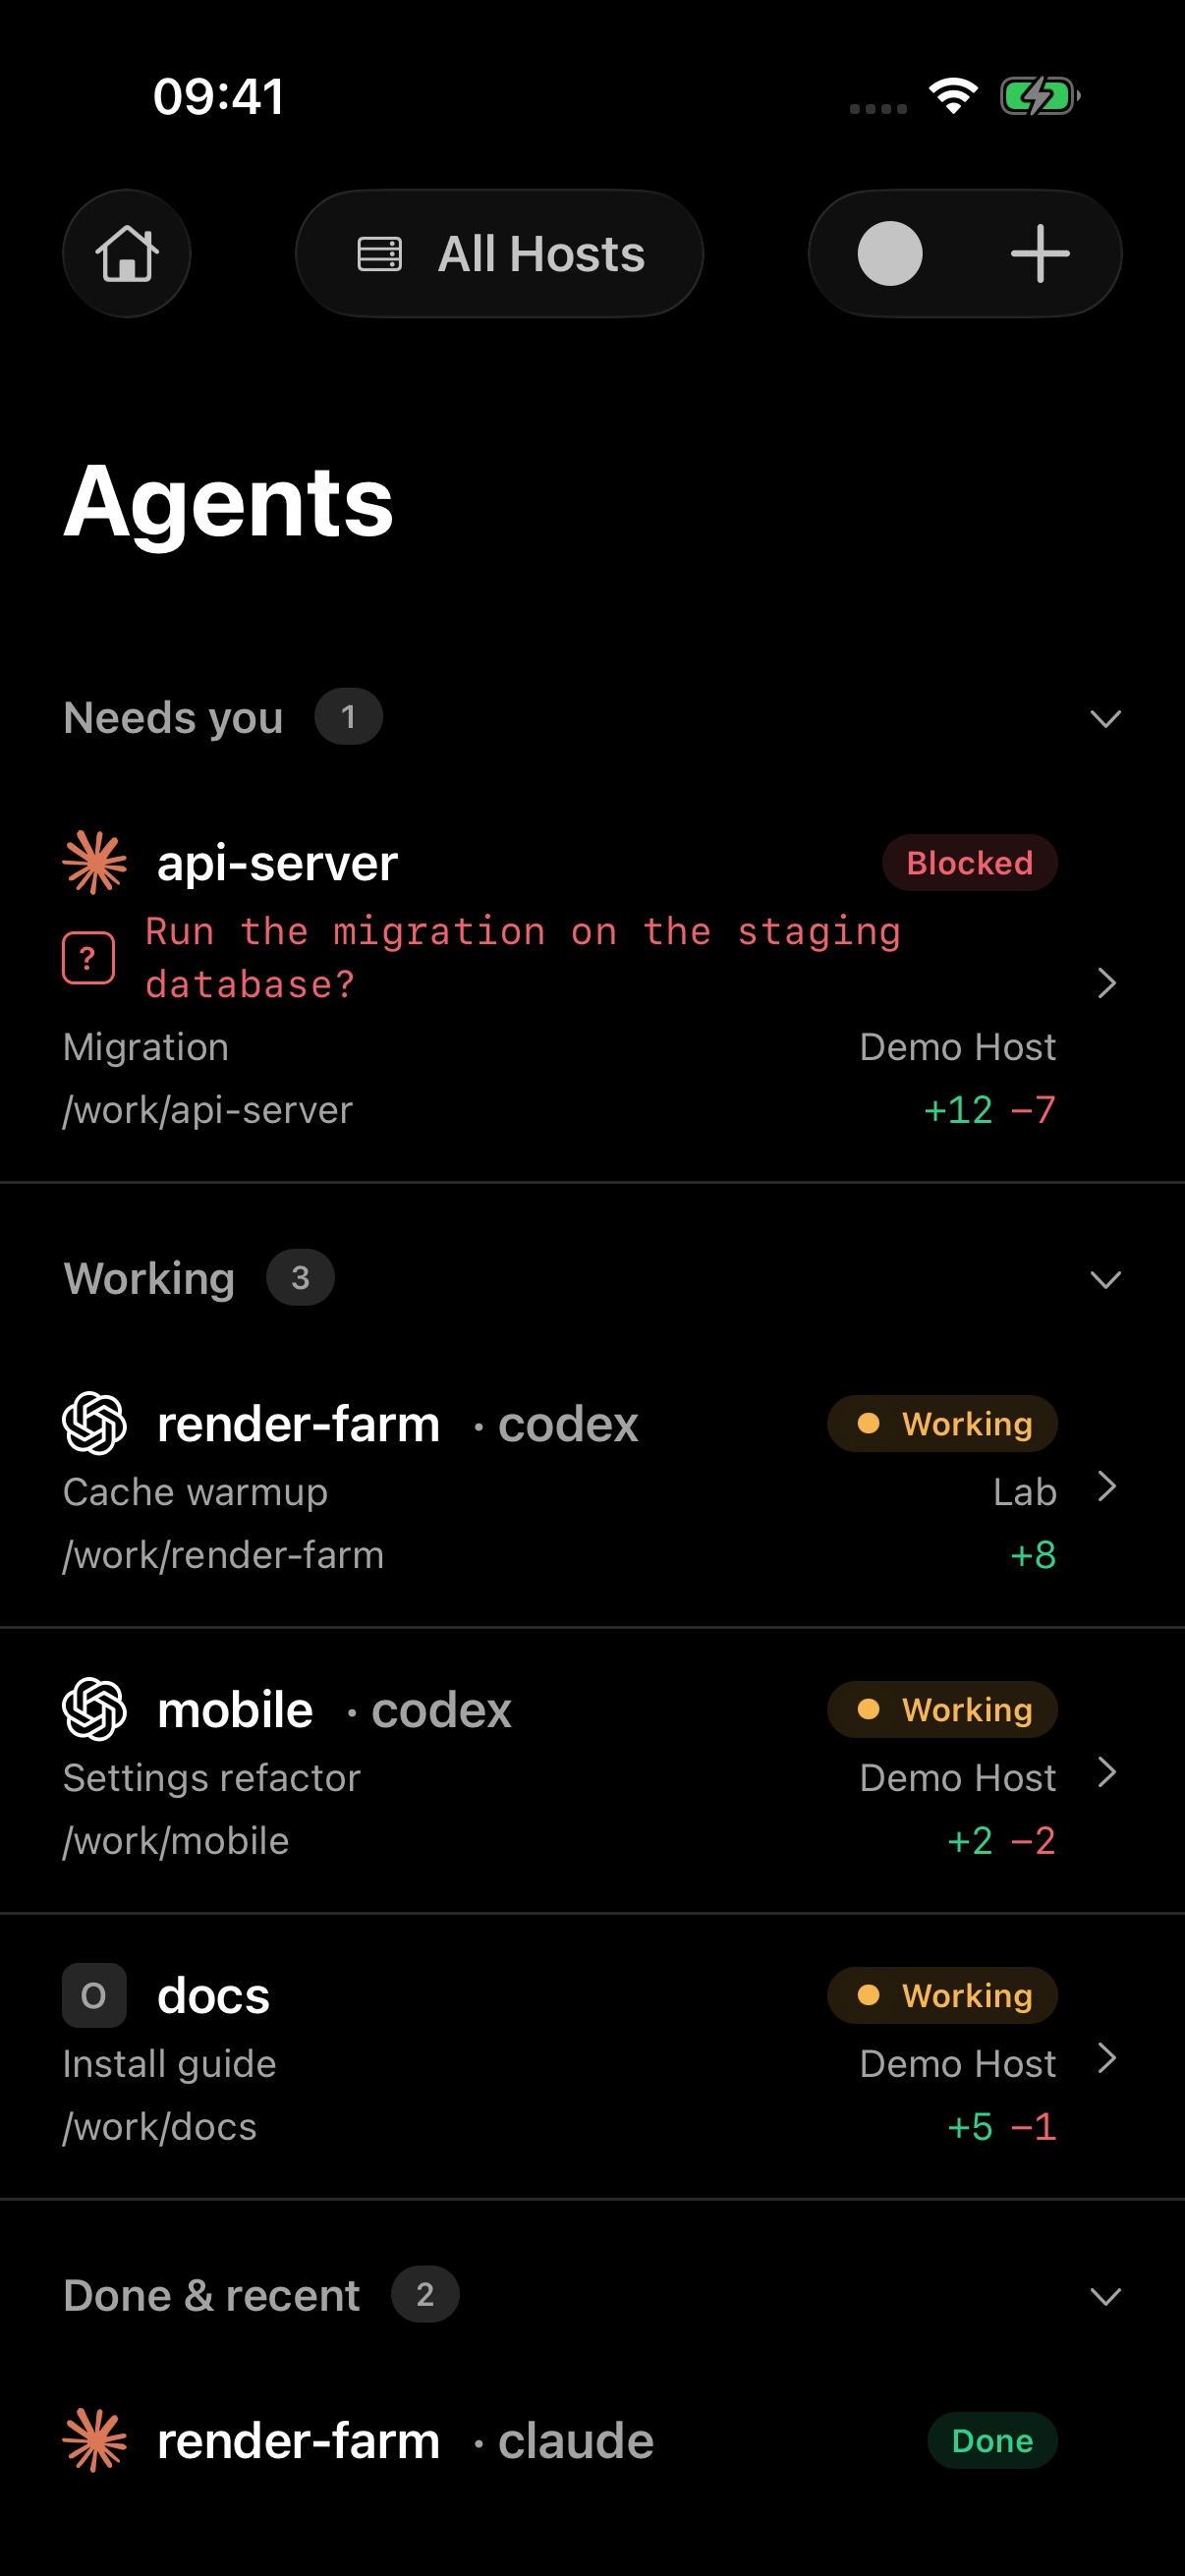 09:41
All Hosts
Agents
Needs you 1
api-server Blocked
? Run the migration on the staging
database?
Migration Demo Host
/work/api-server +12 −7
Working 3
render-farm · codex Working
Cache warmup Lab
/work/render-farm +8
mobile · codex Working
Settings refactor Demo Host
/work/mobile +2 −2
O docs Working
Install guide Demo Host
/work/docs +5 −1
Done & recent 2
render-farm · claude Done